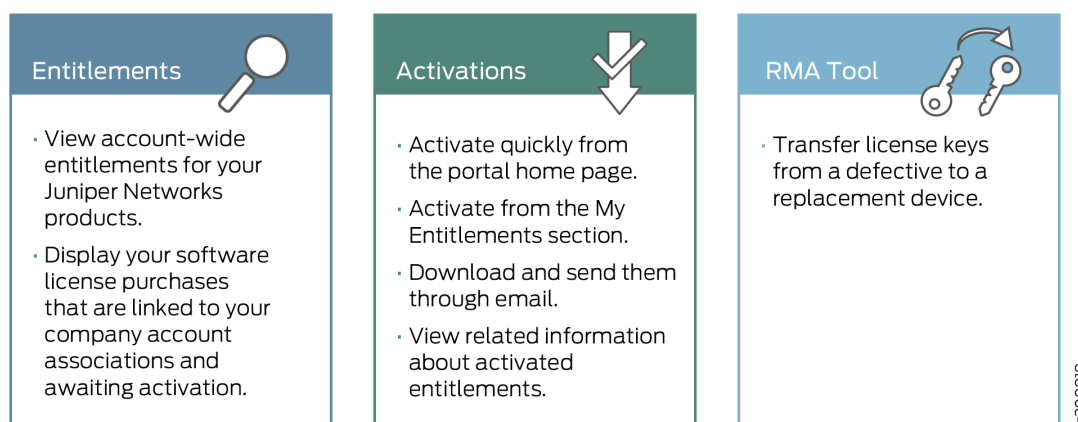 Entitlements
· View account-wide
entitlements for your
Juniper Networks
products.
· Display your software
license purchases
that are linked to your
company account
associations and
awaiting activation.
Activations
· Activate quickly from
the portal home page.
· Activate from the My
Entitlements section.
· Download and send them
through email.
· View related information
about activated
entitlements.
RMA Tool
· Transfer license keys
from a defective to a
replacement device.